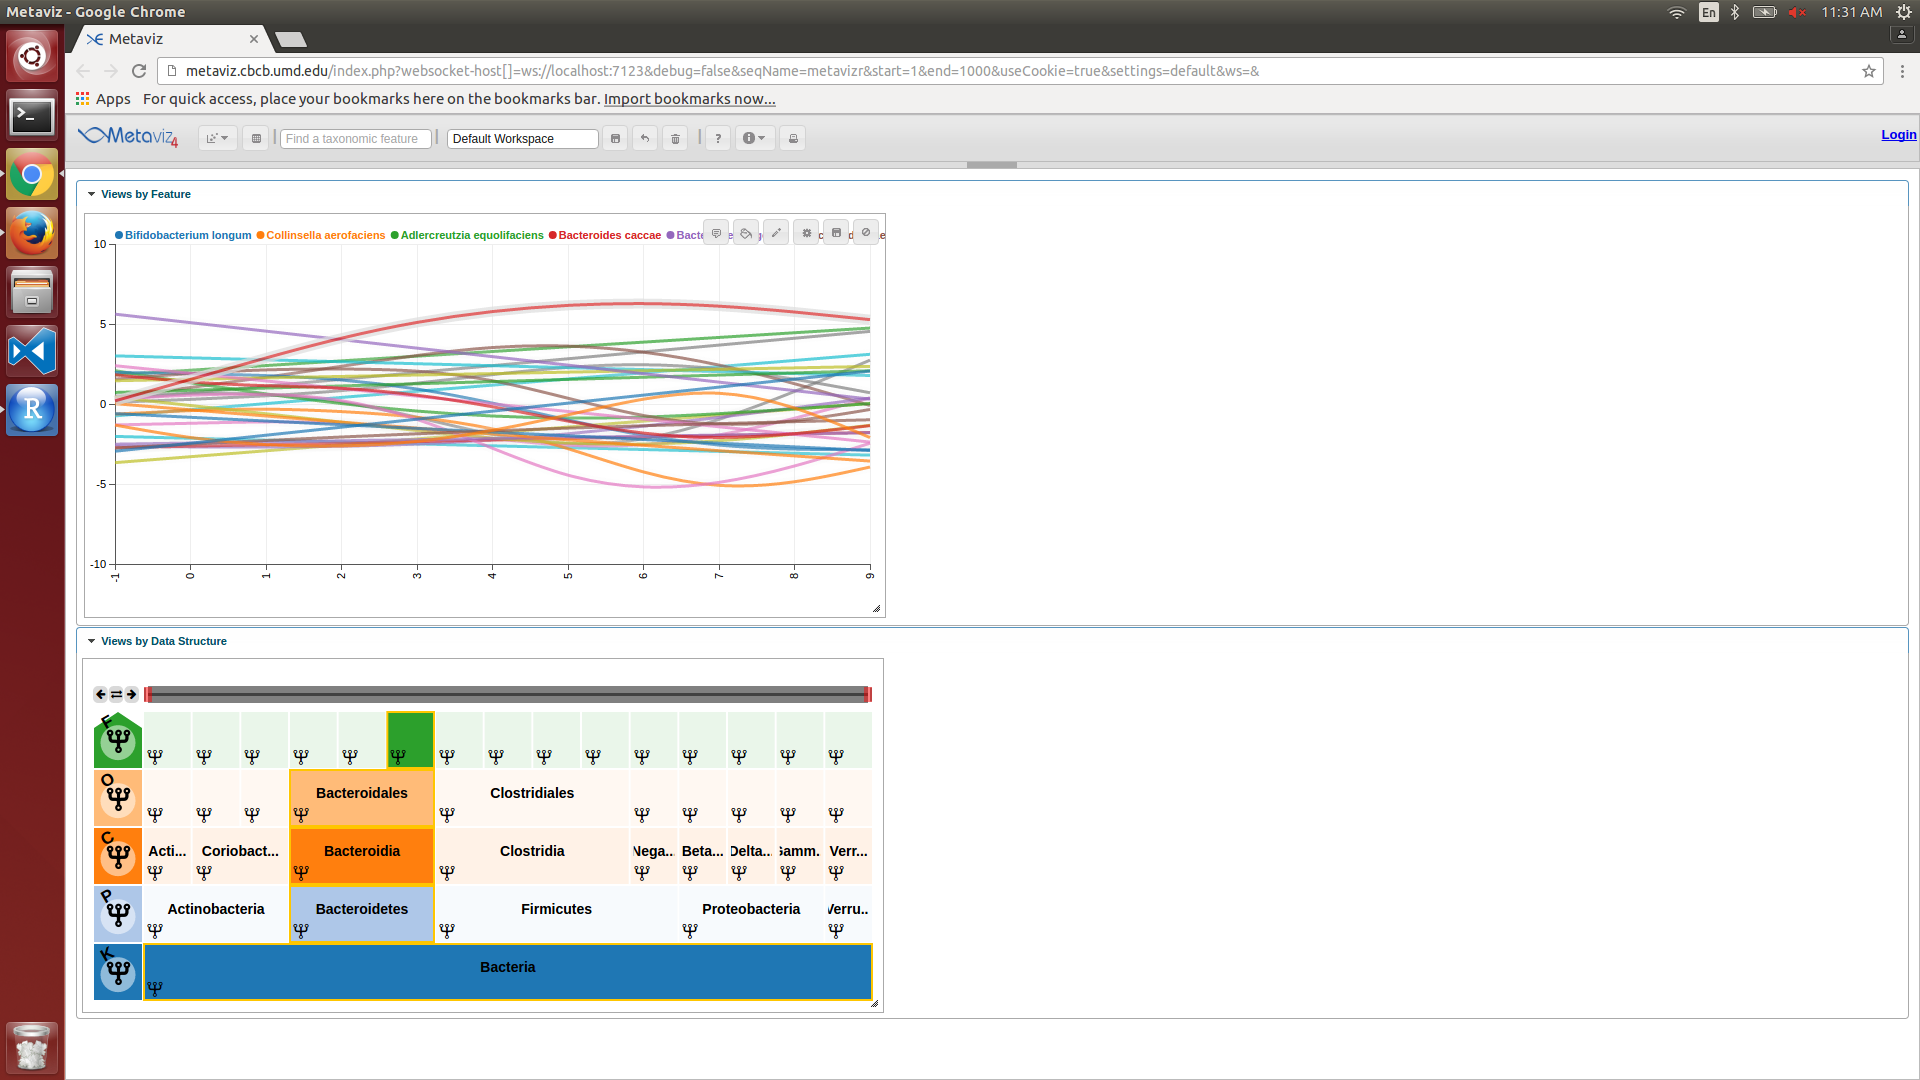 Metaviz - Google Chrome
En
11:31 AM
Metaviz
metaviz.cbcb.umd.edu/index.php?websocket-host[]=ws://localhost:7123&debug=false&seqName=metavizr&start=1&end=1000&useCookie=true&settings=default&ws=&
Apps For quick access, place your bookmarks here on the bookmarks bar. Import bookmarks now...
Metaviz 4 Find a taxonomic feature Default Workspace ? Login
Views by Feature
Bifidobacterium longum Collinsella aerofaciens Adlercreutzia equolifaciens Bacteroides caccae
10
5
0
-5
-10
-1 0 1 2 3 4 5 6 7 8 9
Views by Data Structure
F
O Bacteroidales Clostridiales
C Acti... Coriobact... Bacteroidia Clostridia Nega... Beta... Delta... Gamm... Verr...
P Actinobacteria Bacteroidetes Firmicutes Proteobacteria Verru..
K Bacteria
R